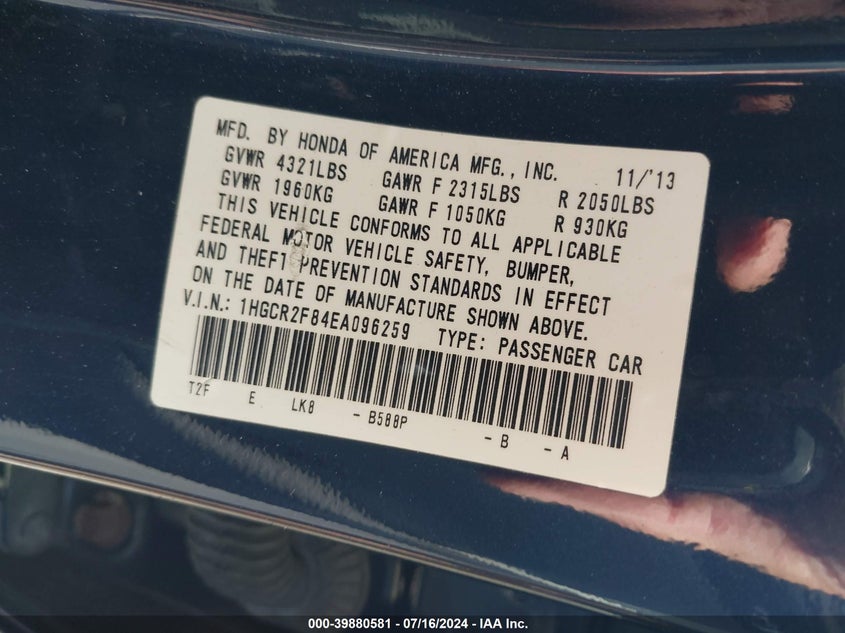 MFD. BY HONDA OF AMERICA MFG., INC. 11/'13
GVWR 4321LBS GAWR F 2315LBS R 2050LBS
GVWR 1960KG GAWR F 1050KG R 930KG
THIS VEHICLE CONFORMS TO ALL APPLICABLE
FEDERAL MOTOR VEHICLE SAFETY, BUMPER,
AND THEFT PREVENTION STANDARDS IN EFFECT
ON THE DATE OF MANUFACTURE SHOWN ABOVE.
V.I.N.: 1HGCR2F84EA096259 TYPE: PASSENGER CAR
T2F E LK0 - B588P - B - A
000-39880581 - 07/16/2024 - IAA Inc.